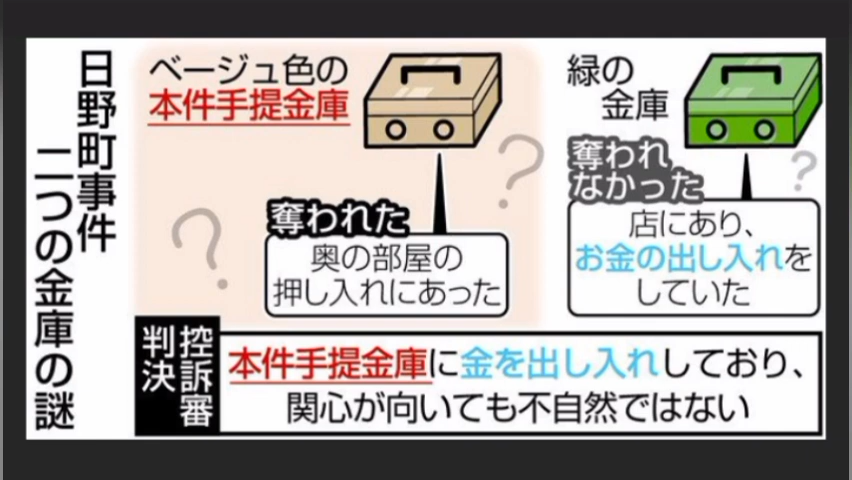 日野町事件
二つの金庫の謎
ベージュ色の
本件手提金庫
奪われた
奥の部屋の
押し入れにあった
緑の
金庫
奪われ
なかった
店にあり、
お金の出し入れを
していた
控訴審
判決
本件手提金庫に金を出し入れしており、
関心が向いても不自然ではない